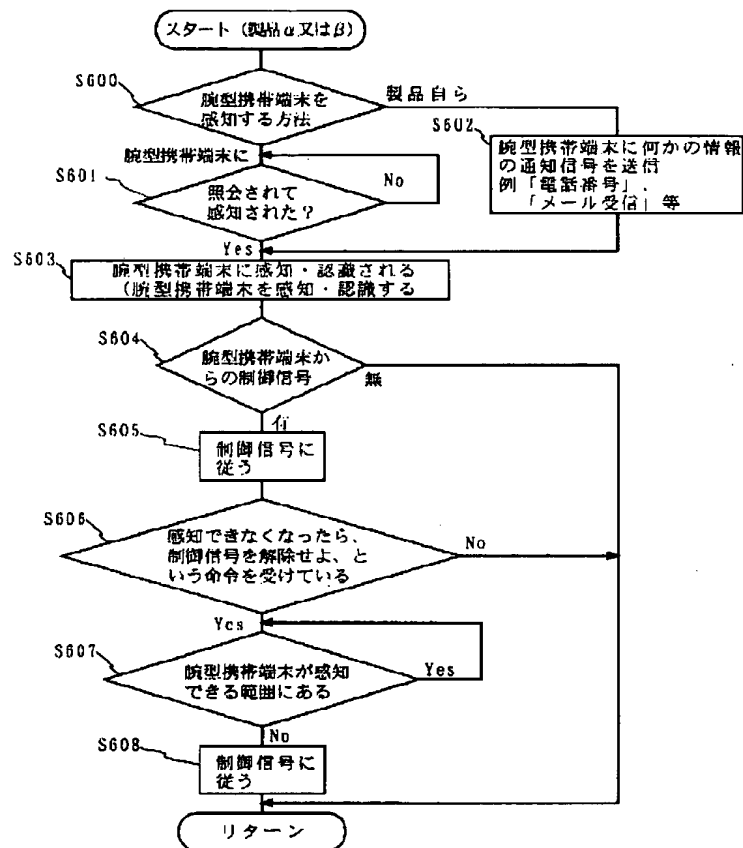 スタート(製品α又はβ)
S600
腕型携帯端末を
感知する方法
製品自ら
S602
腕型携帯端末に何かの情報
の通知信号を送信
例「電話番号」、
「メール受信」等
腕型携帯端末に
S601
照会されて
感知された?
No
Yes
S603
腕型携帯端末に感知・認識される
(腕型携帯端末を感知・認識する
S604
腕型携帯端末か
らの制御信号
無
有
S605
制御信号に
従う
S606
感知できなくなったら、
制御信号を解除せよ、と
いう命令を受けている
No
Yes
S607
腕型携帯端末が感知
できる範囲にある
Yes
No
S608
制御信号に
従う
リターン